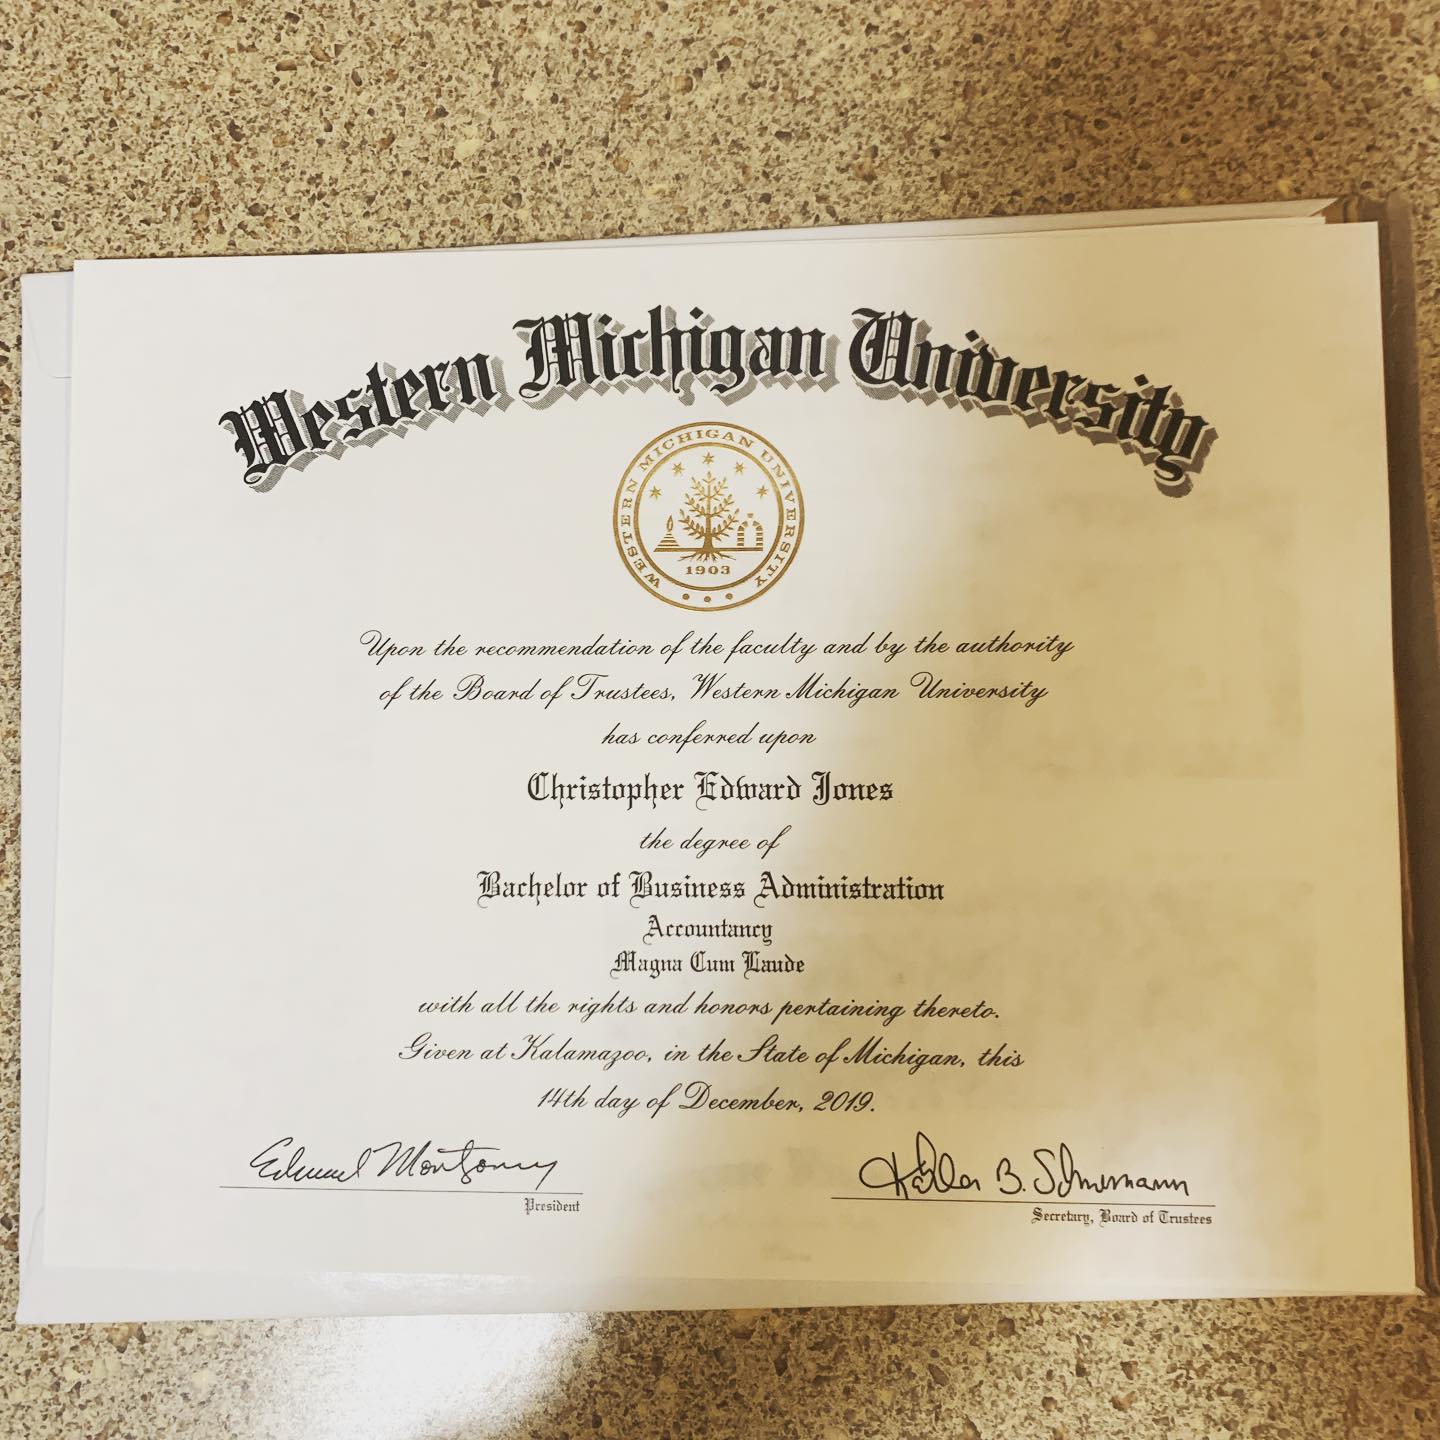 Western Michigan University
WESTERN MICHIGAN UNIVERSITY
1903
Upon the recommendation of the faculty and by the authority
of the Board of Trustees, Western Michigan University
has conferred upon
Christopher Edward Jones
the degree of
Bachelor of Business Administration
Accountancy
Magna Cum Laude
with all the rights and honors pertaining thereto.
Given at Kalamazoo, in the State of Michigan, this
14th day of December, 2019.
Edward Montgomery
B. Schuemann
President
Secretary, Board of Trustees